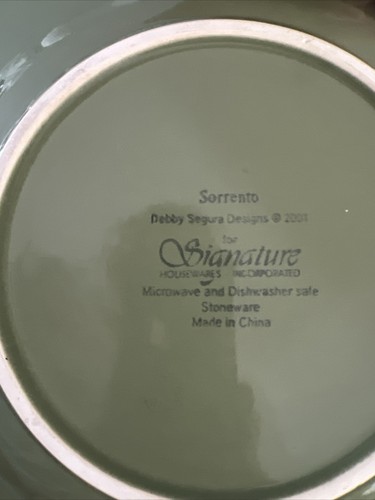 Sorrento
Debby Segura Designs © 2001
for
Signature
HOUSEWARES INCORPORATED
Microwave and Dishwasher safe
Stoneware
Made in China